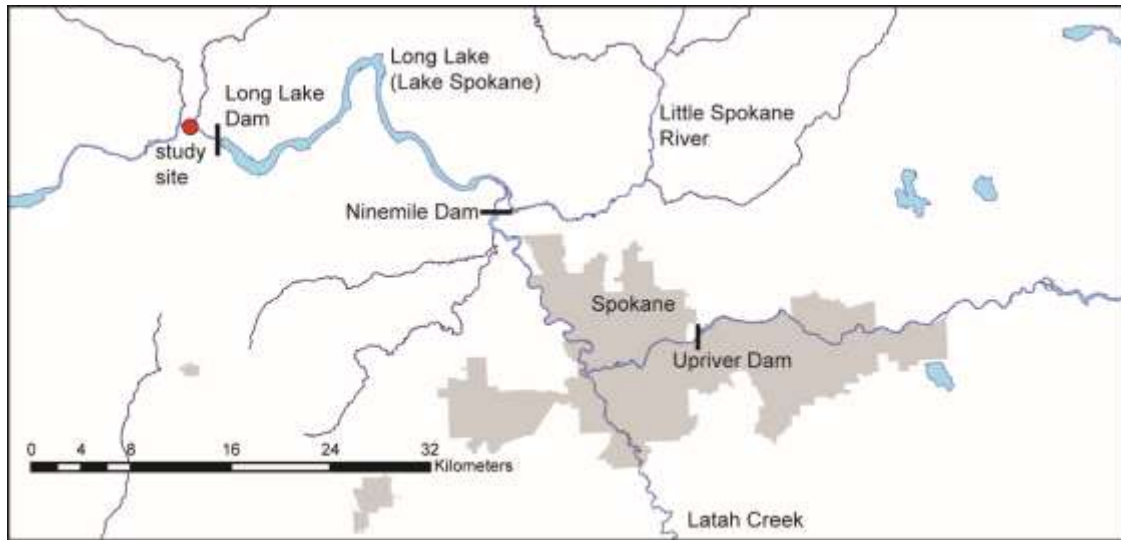 Long Lake
(Lake Spokane)
Long Lake
Dam
study
site
Little Spokane
River
Ninemile Dam
Spokane
Upriver Dam
0 4 8 16 24 32
Kilometers
Latah Creek